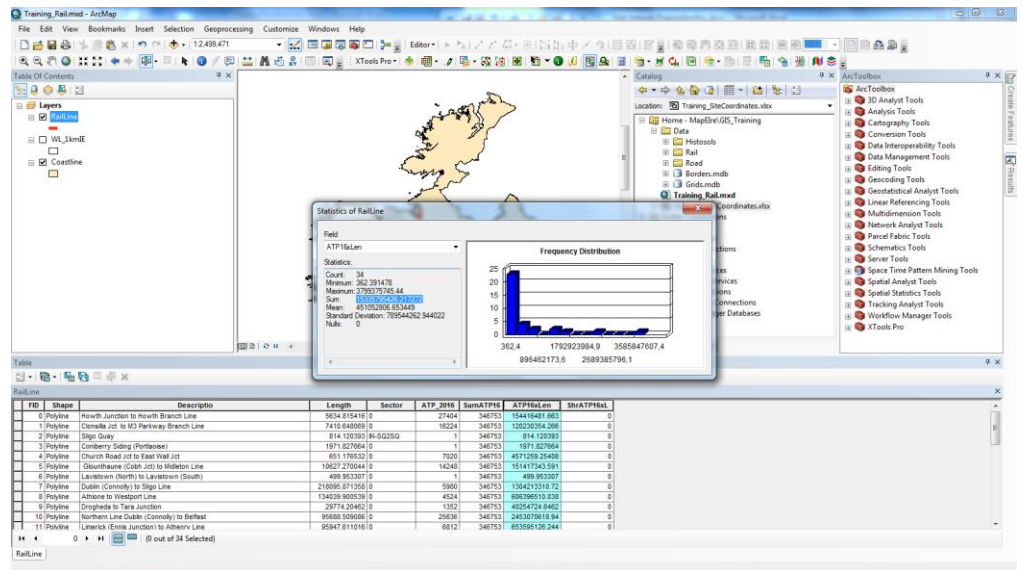 Training_Rail.mxd - ArcMap
File Edit View Bookmarks Insert Selection Geoprocessing Customize Windows Help
1:2,499,471
Editor
XTools Pro
Table Of Contents
Layers
RailLine
WL_1kmIE
Coastline
Catalog
Location: Training_SiteCoordinates.xlsx
Home - MapEIre\GIS_Training
Data
Histosols
Rail
Road
Borders.mdb
Grids.mdb
Training_Rail.mxd
Coordinates.xlsx
ArcToolbox
ArcToolbox
3D Analyst Tools
Analysis Tools
Cartography Tools
Conversion Tools
Data Interoperability Tools
Data Management Tools
Editing Tools
Geocoding Tools
Geostatistical Analyst Tools
Linear Referencing Tools
Multidimension Tools
Network Analyst Tools
Parcel Fabric Tools
Schematics Tools
Server Tools
Space Time Pattern Mining Tools
Spatial Analyst Tools
Spatial Statistics Tools
Tracking Analyst Tools
Workflow Manager Tools
XTools Pro
Create Features
Results
Statistics of RailLine
Field
ATP16xLen
Statistics:
Count: 34
Minimum: 362.391478
Maximum: 3799375745.44
Sum: 15335795426.217272
Mean: 451052806.653449
Standard Deviation: 789544262.944022
Nulls: 0
Frequency Distribution
25
20
15
10
5
0
362,4 1792923984,9 3585847607,4
896462173,6 2689385796,1
Table
RailLine
FID Shape Descriptio Length Sector ATP_2016 SumATP16 ATP16xLen ShrATP16xL
0 Polyline Howth Junction to Howth Branch Line 5634.815416 0 27404 346753 154416481.663 0
1 Polyline Clonsilla Jct to M3 Parkway Branch Line 7410.648069 0 16224 346753 120230354.266 0
2 Polyline Sligo Quay 814.120393 IN-SQ2SQ 1 346753 814.120393 0
3 Polyline Coniberry Siding (Portlaoise) 1971.827664 0 1 346753 1971.827664 0
4 Polyline Church Road Jct to East Wall Jct 651.176532 0 7020 346753 4571259.25408 0
5 Polyline Glounthaune (Cobh Jct) to Midleton Line 10627.270044 0 14248 346753 151417343.591 0
6 Polyline Lavistown (North) to Lavistown (South) 499.953307 0 1 346753 499.953307 0
7 Polyline Dublin (Connolly) to Sligo Line 218095.871358 0 5980 346753 1304213310.72 0
8 Polyline Athlone to Westport Line 134039.900539 0 4524 346753 606396510.038 0
9 Polyline Drogheda to Tara Junction 29774.20462 0 1352 346753 40254724.6462 0
10 Polyline Northern Line Dublin (Connolly) to Belfast 95688.509086 0 25636 346753 2453070618.94 0
11 Polyline Limerick (Ennis Junction) to Athenry Line 95947.611016 0 6812 346753 653595126.244 0
0 (0 out of 34 Selected)
RailLine